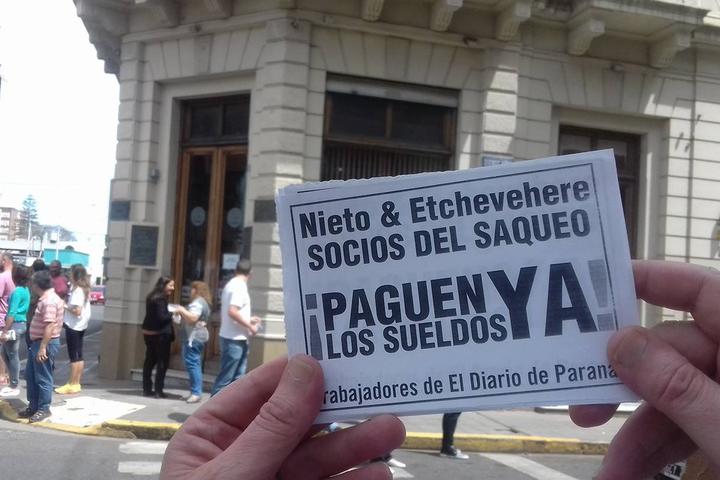 Nieto & Etchevehere
SOCIOS DEL SAQUEO
¡PAGUEN
LOS SUELDOS
YA!
Trabajadores de El Diario de Paraná